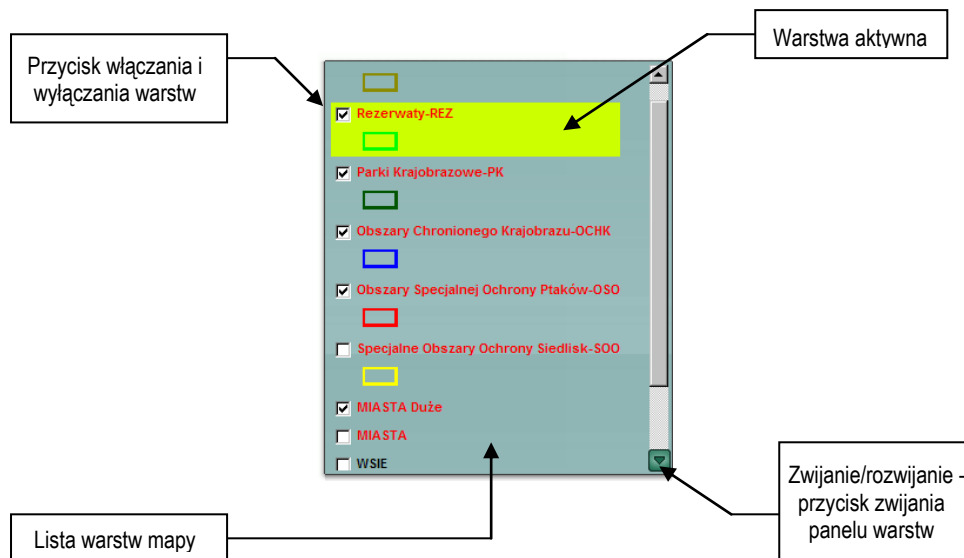 Warstwa aktywna
Przycisk włączania i
wyłączania warstw
Rezerwaty-REZ
Parki Krajobrazowe-PK
Obszary Chronionego Krajobrazu-OCHK
Obszary Specjalnej Ochrony Ptaków-OSO
Specjalne Obszary Ochrony Siedlisk-SOO
MIASTA Duże
MIASTA
WSIE
Zwijanie/rozwijanie -
przycisk zwijania
panelu warstw
Lista warstw mapy